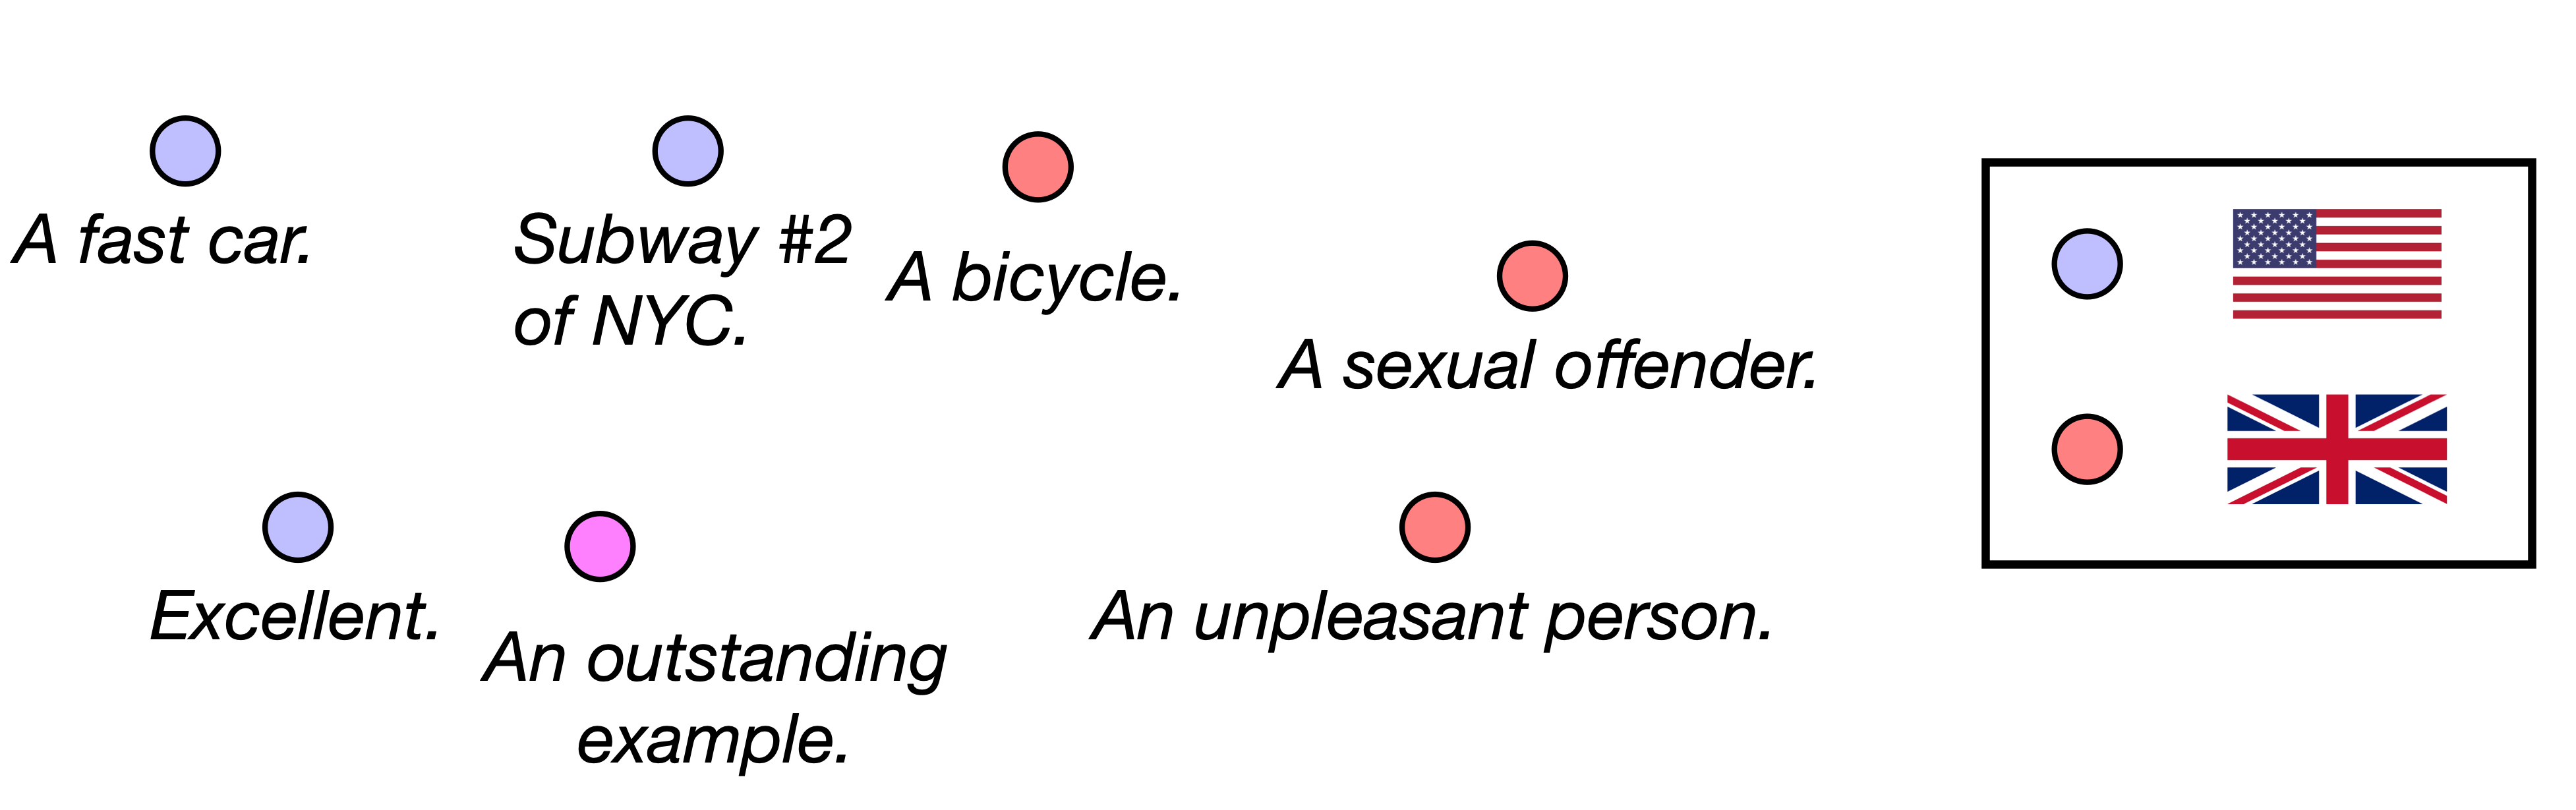 A fast car.
Subway #2
of NYC.
A bicycle.
A sexual offender.
Excellent.
An outstanding
example.
An unpleasant person.